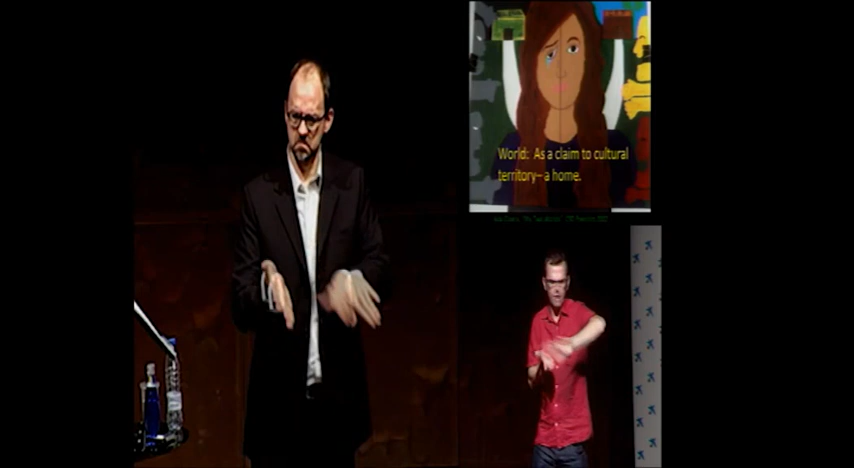 World:  As a claim to cultural
territory– a home.